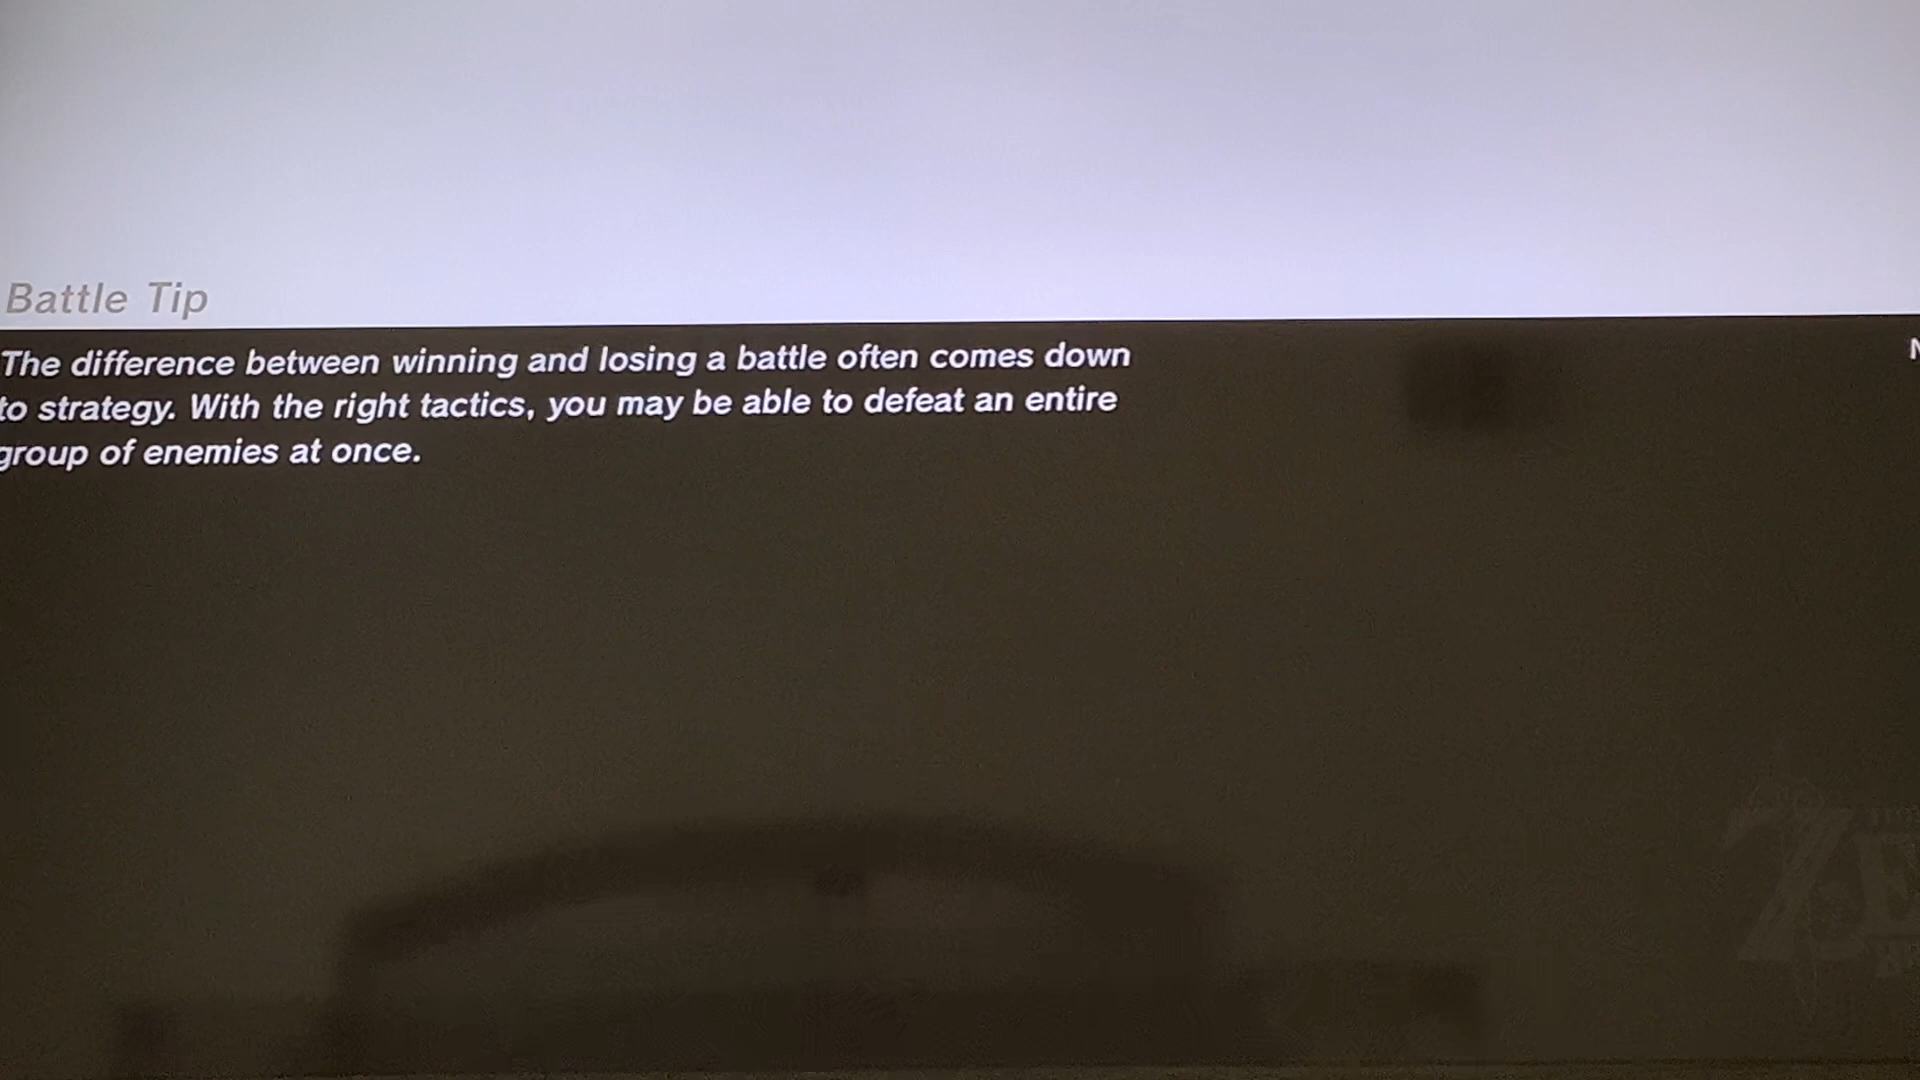 Battle Tip
The difference between winning and losing a battle often comes down
to strategy. With the right tactics, you may be able to defeat an entire
group of enemies at once.